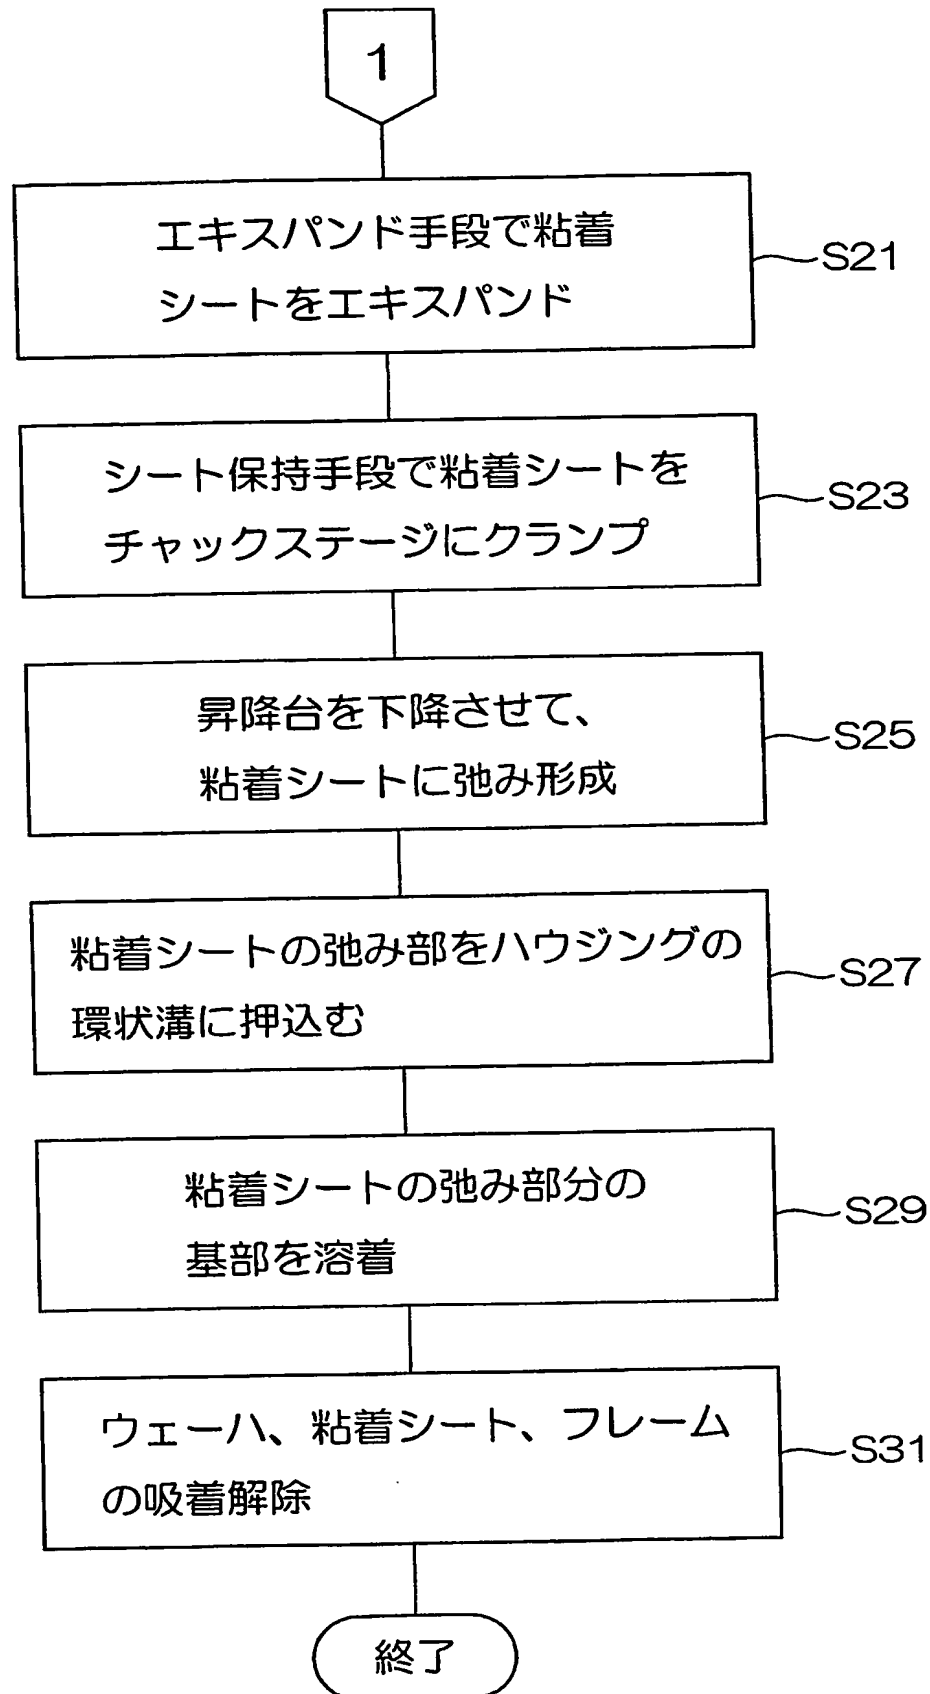 1
エキスパンド手段で粘着
シートをエキスパンド
S21
シート保持手段で粘着シートを
チャックステージにクランプ
S23
昇降台を下降させて、
粘着シートに弛み形成
S25
粘着シートの弛み部をハウジングの
環状溝に押込む
S27
粘着シートの弛み部分の
基部を溶着
S29
ウェーハ、粘着シート、フレーム
の吸着解除
S31
終了